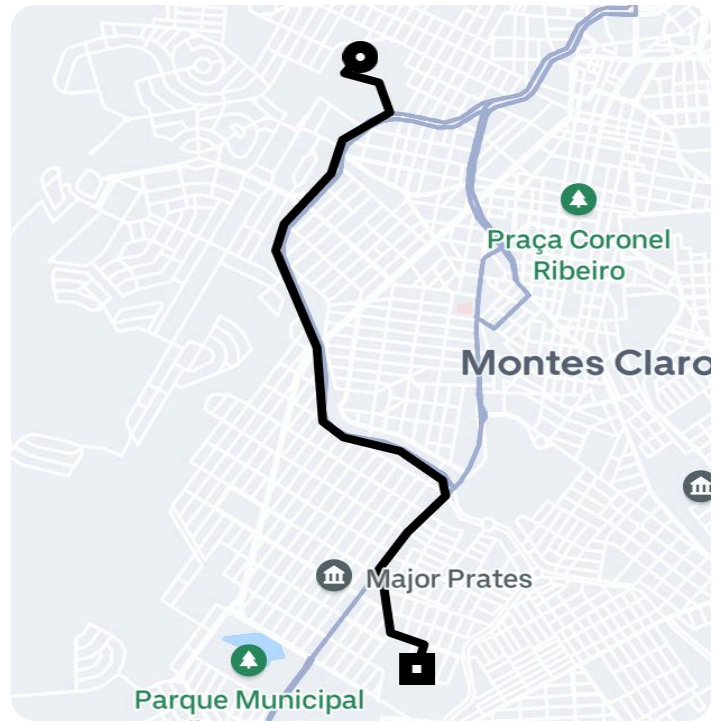 Praça Coronel
Ribeiro
Montes Claro
Major Prates
Parque Municipal